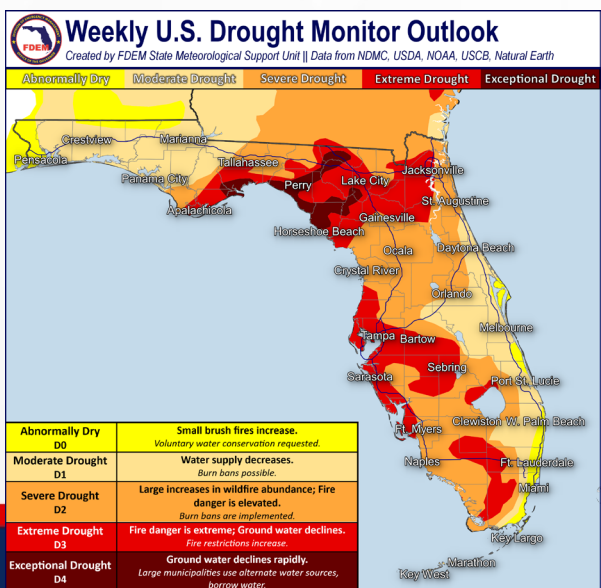 FDEM
Weekly U.S. Drought Monitor Outlook
Created by FDEM State Meteorological Support Unit || Data from NDMC, USDA, NOAA, USCB, Natural Earth
Abnormally Dry Moderate Drought Severe Drought Extreme Drought Exceptional Drought
Crestview
Marianna
Pensacola
Tallahassee
Jacksonville
Panama City
Perry
Lake City
Apalachicola
St. Augustine
Gainesville
Horseshoe Beach
Ocala
Daytona Beach
Crystal River
Orlando
Melbourne
Tampa
Bartow
Sebring
Sarasota
Port St. Lucie
Clewiston
W. Palm Beach
Ft. Myers
Naples
Ft. Lauderdale
Miami
Key Largo
Marathon
Key West
Abnormally Dry
D0
Small brush fires increase.
Voluntary water conservation requested.
Moderate Drought
D1
Water supply decreases.
Burn bans possible.
Severe Drought
D2
Large increases in wildfire abundance; Fire
danger is elevated.
Burn bans are implemented.
Extreme Drought
D3
Fire danger is extreme; Ground water declines.
Fire restrictions increase.
Exceptional Drought
D4
Ground water declines rapidly.
Large municipalities use alternate water sources,
borrow water.